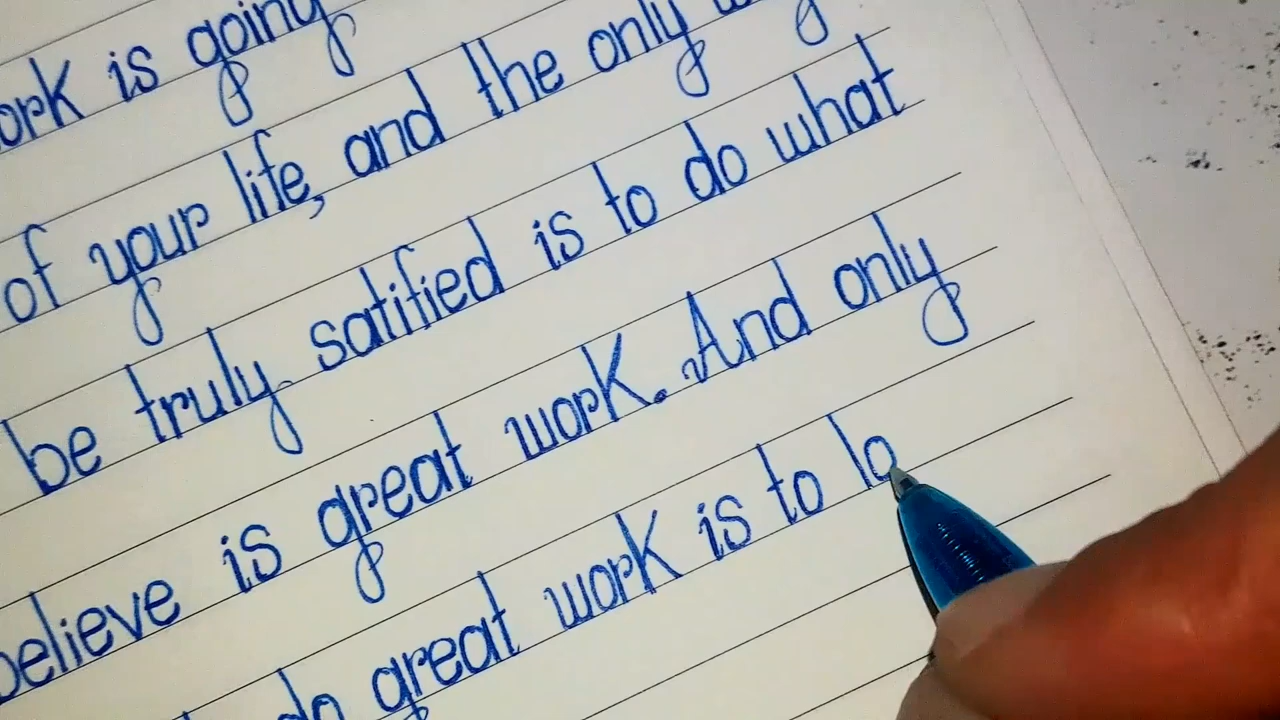 ork is going
of your life, and the only
be truly satified is to do what
believe is great work. And only
do great work is to lo